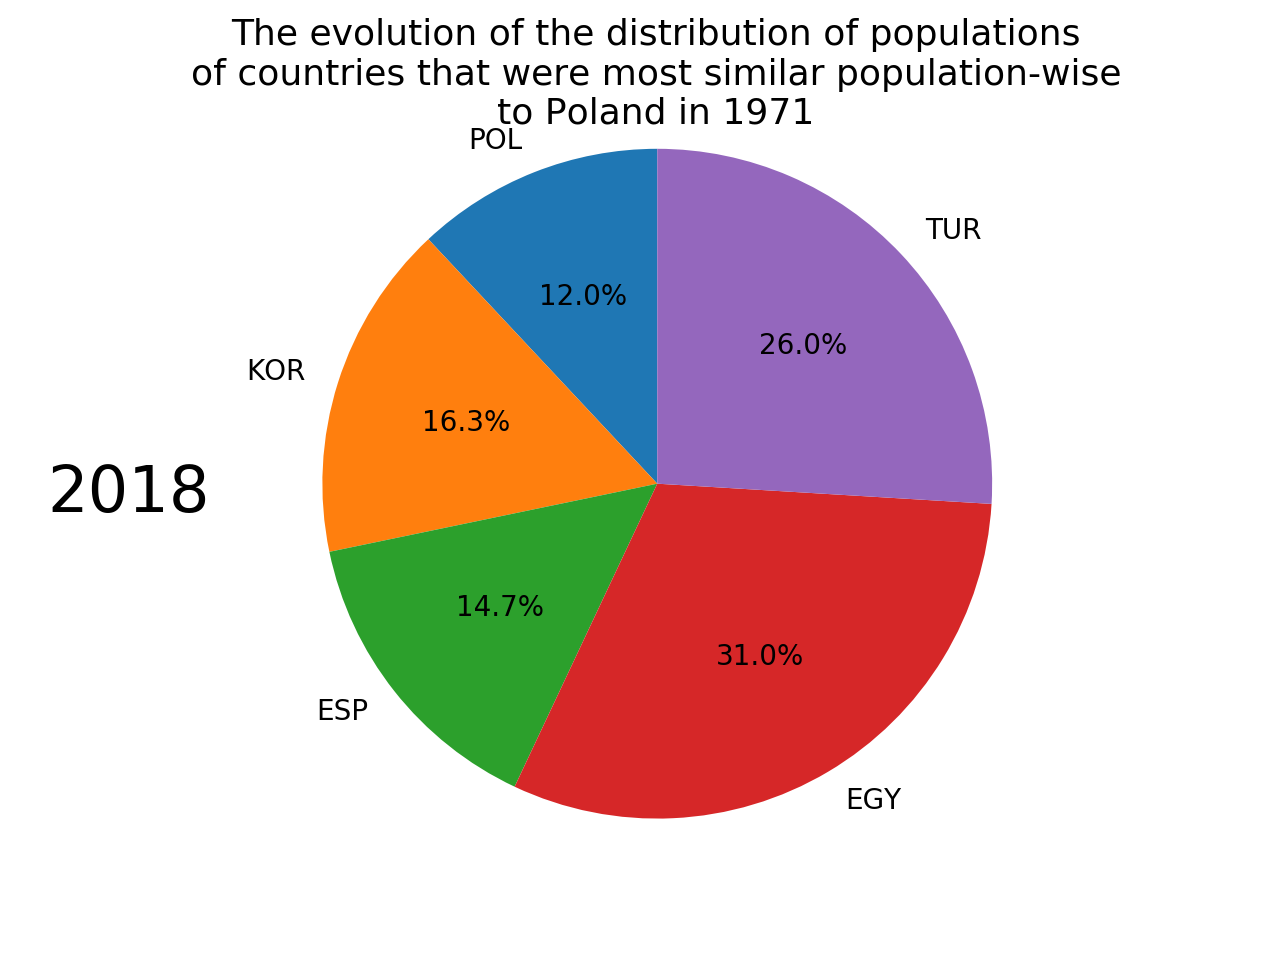 The evolution of the distribution of populations
of countries that were most similar population-wise
to Poland in 1971
POL
TUR
12.0%
26.0%
KOR
16.3%
2018
14.7%
31.0%
ESP
EGY